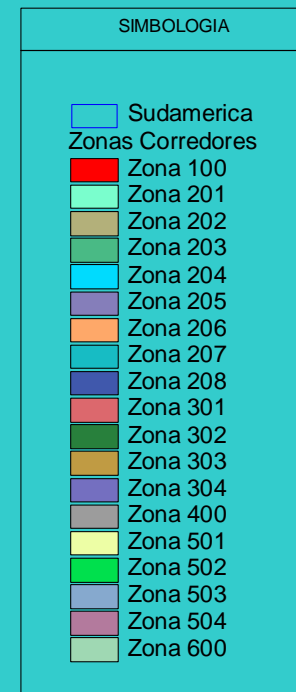 SIMBOLOGIA
Sudamerica
Zonas Corredores
Zona 100
Zona 201
Zona 202
Zona 203
Zona 204
Zona 205
Zona 206
Zona 207
Zona 208
Zona 301
Zona 302
Zona 303
Zona 304
Zona 400
Zona 501
Zona 502
Zona 503
Zona 504
Zona 600